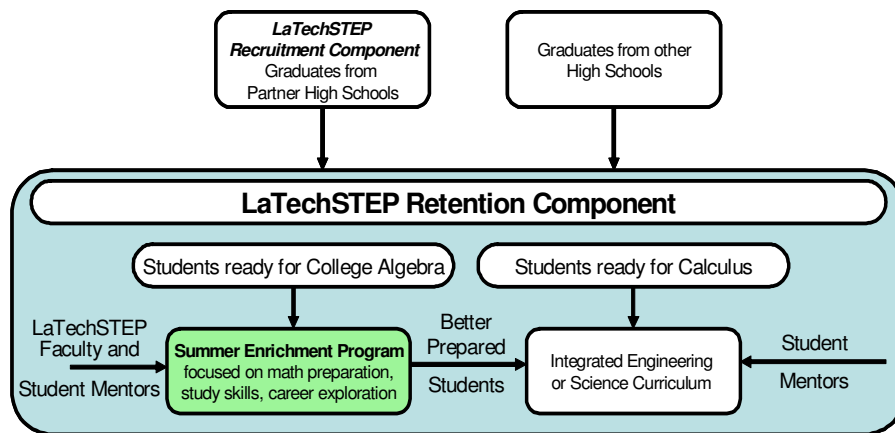 LaTechSTEP
Recruitment Component
Graduates from
Partner High Schools
Graduates from other
High Schools
LaTechSTEP Retention Component
Students ready for College Algebra
Students ready for Calculus
LaTechSTEP
Faculty and
Student Mentors
Summer Enrichment Program
focused on math preparation,
study skills, career exploration
Better
Prepared
Students
Integrated Engineering
or Science Curriculum
Student
Mentors